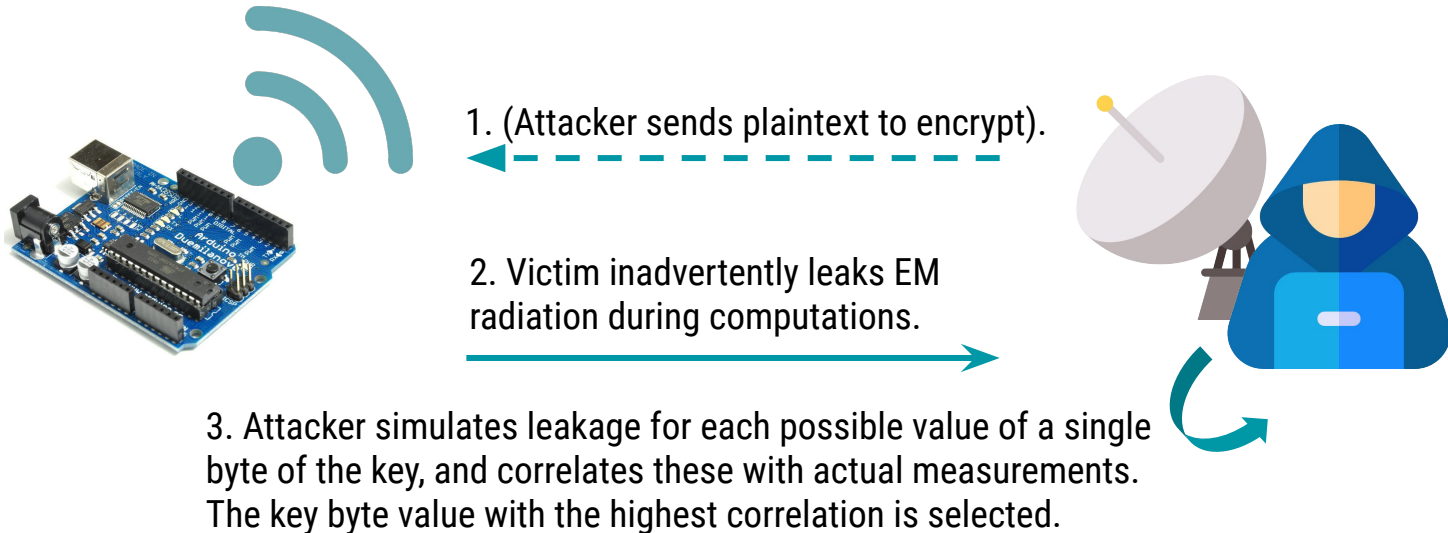 1. (Attacker sends plaintext to encrypt).
2. Victim inadvertently leaks EM
radiation during computations.
Arduino
Duemilanove
3. Attacker simulates leakage for each possible value of a single
byte of the key, and correlates these with actual measurements.
The key byte value with the highest correlation is selected.